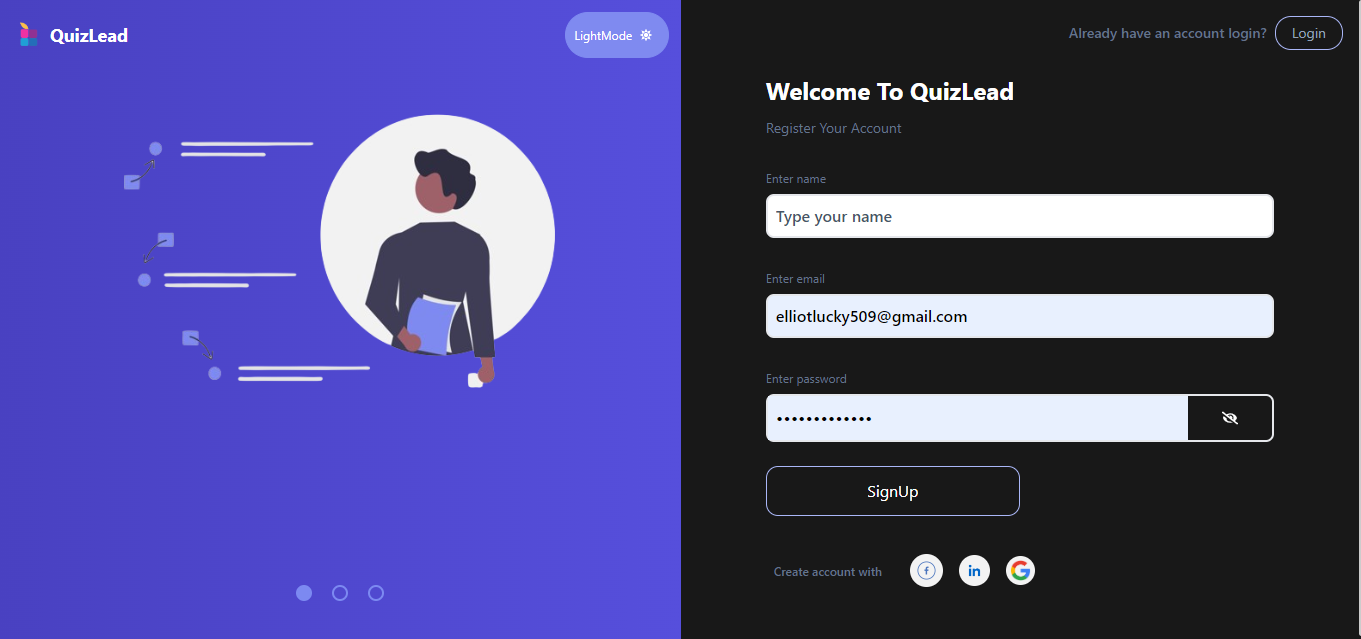 QuizLead
LightMode
Already have an account login?
Login
Welcome To QuizLead
Register Your Account
Enter name
Type your name
Enter email
elliotlucky509@gmail.com
Enter password
•••••••••••••
SignUp
Create account with
f
in
G